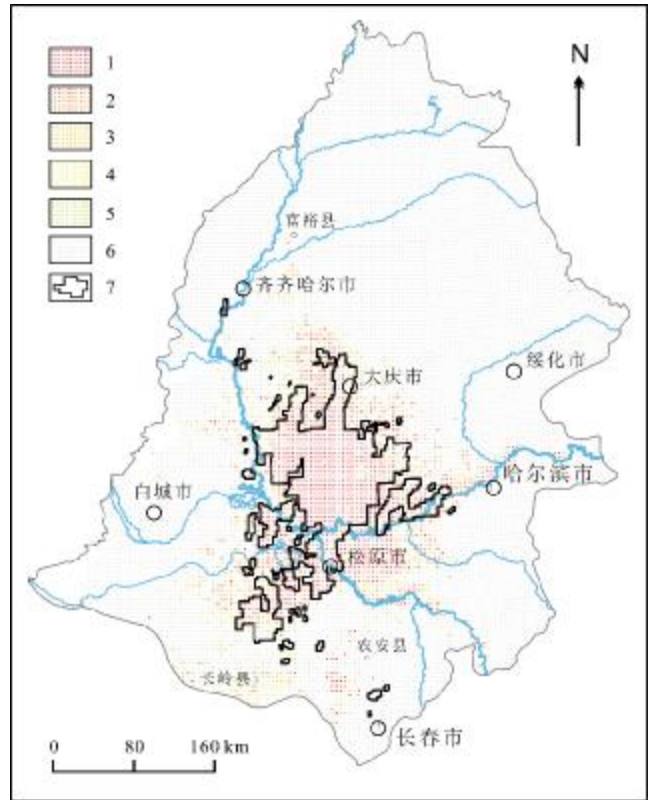 1
2
3
4
5
6
7
N
富裕县
齐齐哈尔市
大庆市
绥化市
哈尔滨市
白城市
松原市
农安县
长岭县
长春市
0 80 160 km